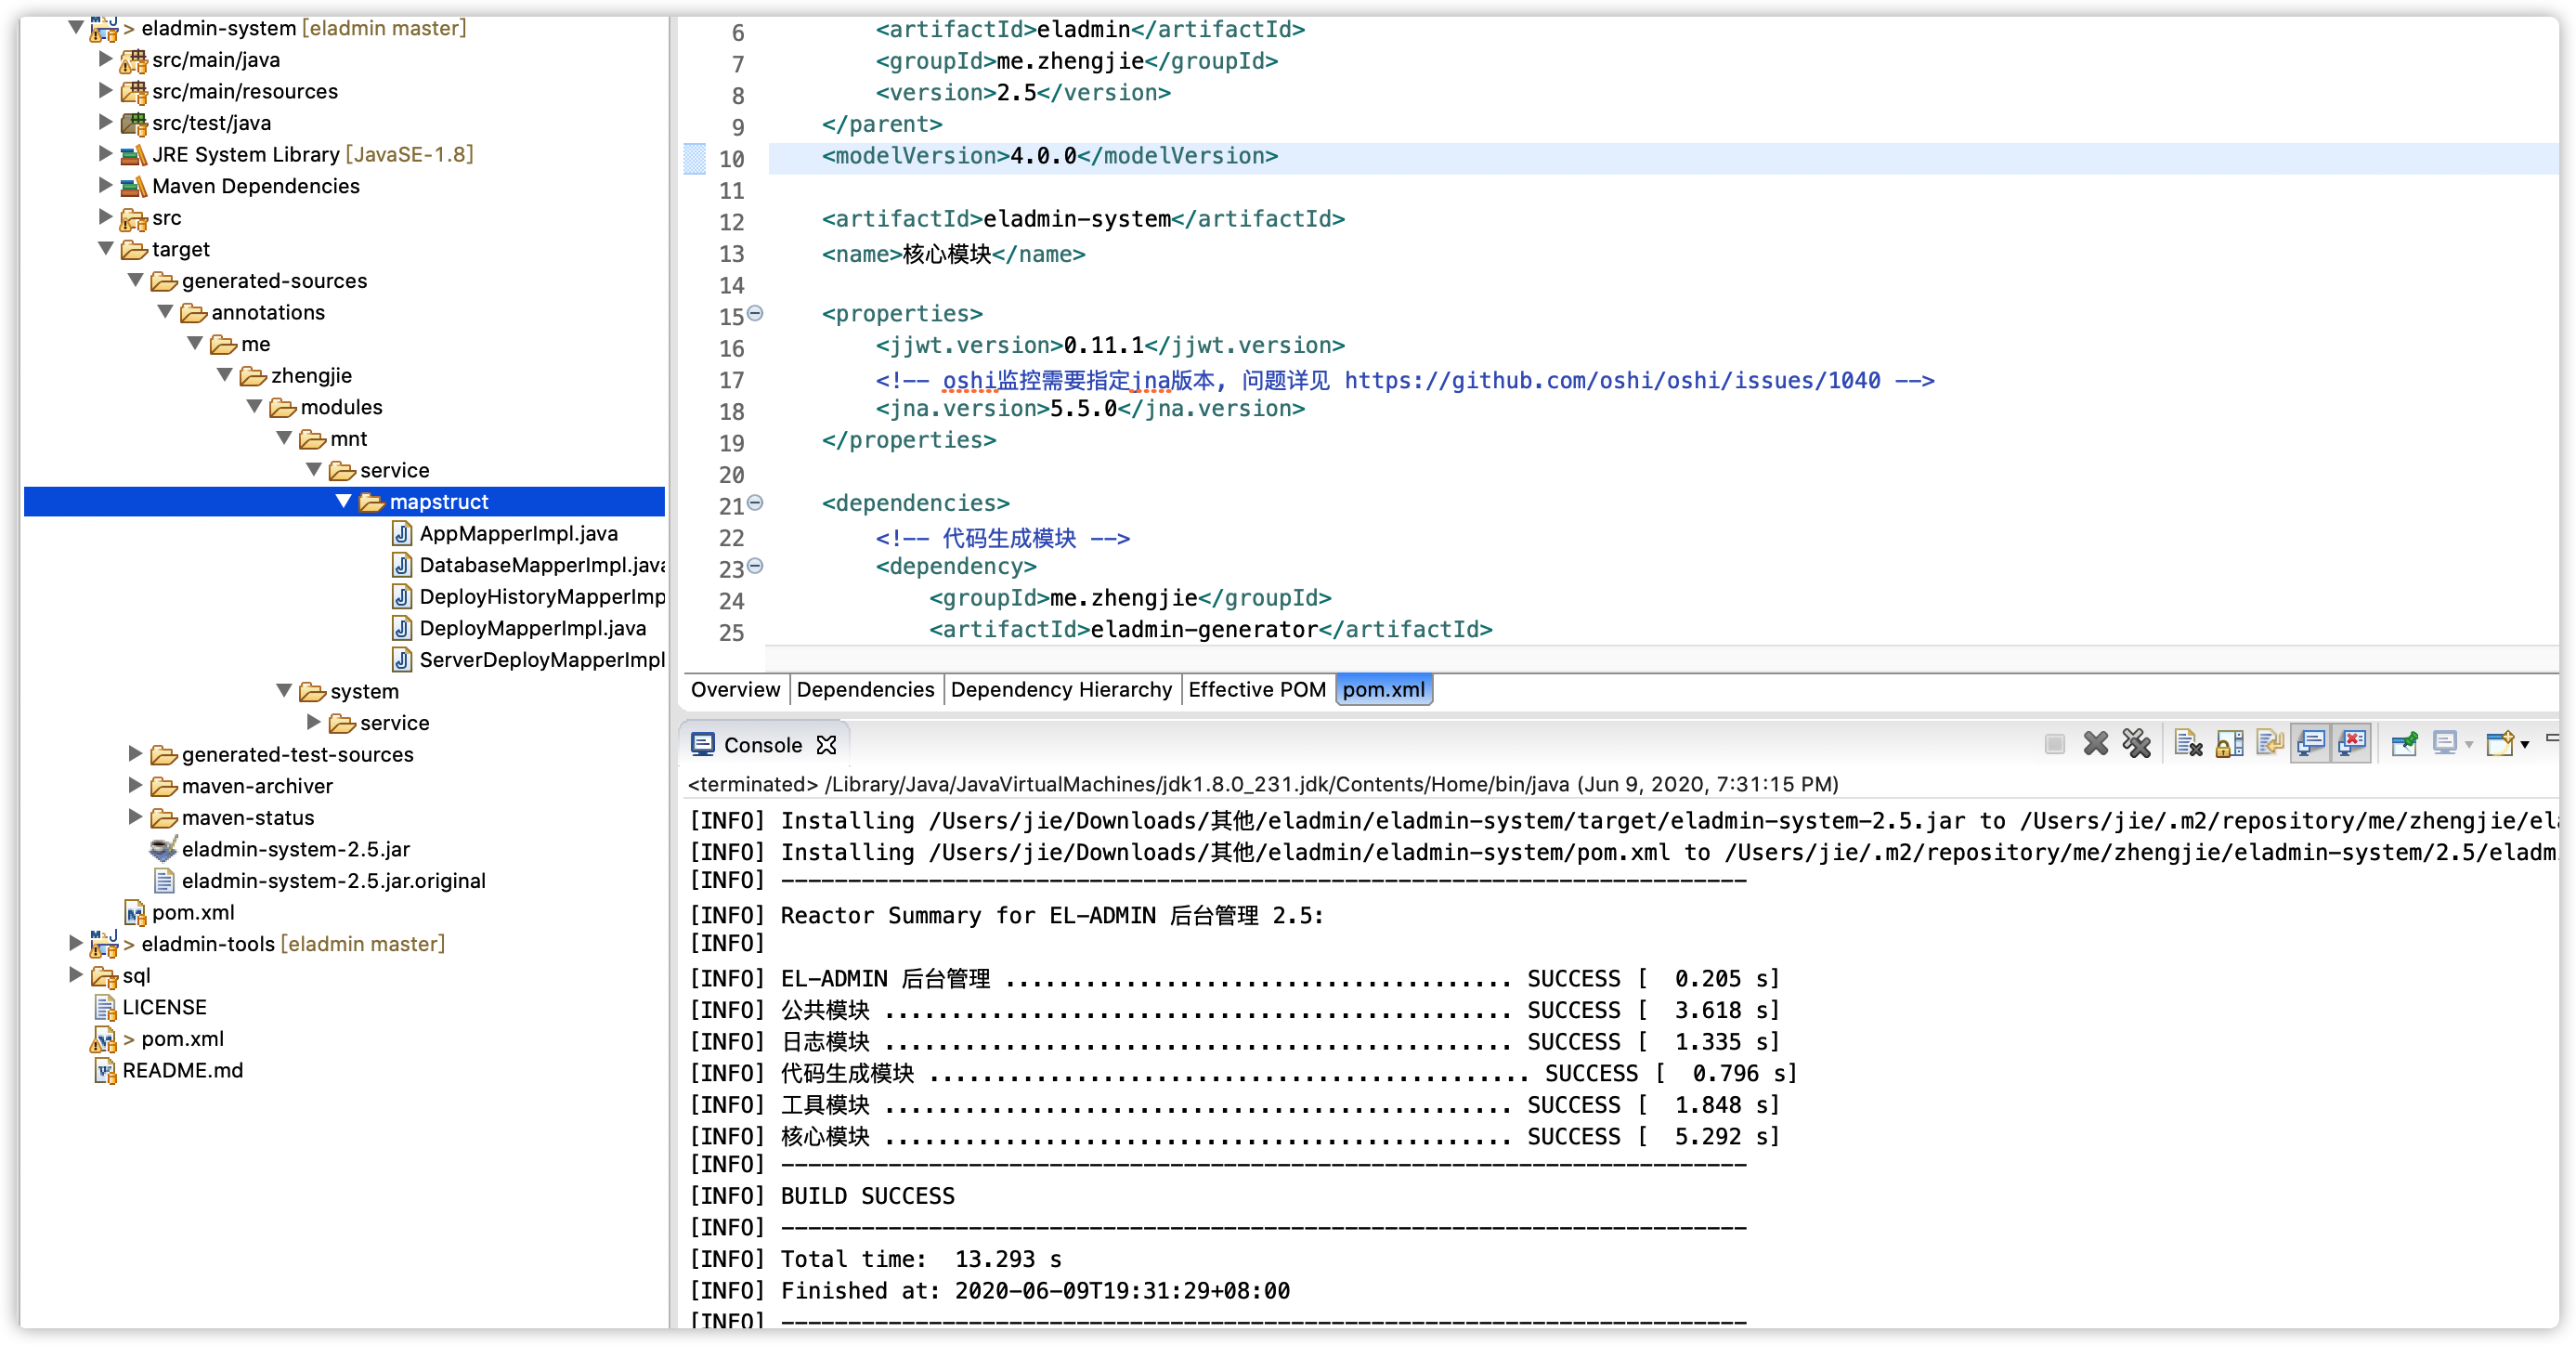 > eladmin-system [eladmin master]
src/main/java
src/main/resources
src/test/java
JRE System Library [JavaSE-1.8]
Maven Dependencies
src
target
generated-sources
annotations
me
zhengjie
modules
mnt
service
mapstruct
AppMapperImpl.java
DatabaseMapperImpl.java
DeployHistoryMapperImp
DeployMapperImpl.java
ServerDeployMapperImpl
system
service
generated-test-sources
maven-archiver
maven-status
eladmin-system-2.5.jar
eladmin-system-2.5.jar.original
pom.xml
> eladmin-tools [eladmin master]
sql
LICENSE
> pom.xml
README.md
6 <artifactId>eladmin</artifactId>
7 <groupId>me.zhengjie</groupId>
8 <version>2.5</version>
9 </parent>
10 <modelVersion>4.0.0</modelVersion>
11
12 <artifactId>eladmin-system</artifactId>
13 <name>核心模块</name>
14
15 <properties>
16 <jjwt.version>0.11.1</jjwt.version>
17 <!-- oshi监控需要指定jna版本, 问题详见 https://github.com/oshi/oshi/issues/1040 -->
18 <jna.version>5.5.0</jna.version>
19 </properties>
20
21 <dependencies>
22 <!-- 代码生成模块 -->
23 <dependency>
24 <groupId>me.zhengjie</groupId>
25 <artifactId>eladmin-generator</artifactId>
Overview Dependencies Dependency Hierarchy Effective POM pom.xml
Console
<terminated> /Library/Java/JavaVirtualMachines/jdk1.8.0_231.jdk/Contents/Home/bin/java (Jun 9, 2020, 7:31:15 PM)
[INFO] Installing /Users/jie/Downloads/其他/eladmin/eladmin-system/target/eladmin-system-2.5.jar to /Users/jie/.m2/repository/me/zhengjie/el
[INFO] Installing /Users/jie/Downloads/其他/eladmin/eladmin-system/pom.xml to /Users/jie/.m2/repository/me/zhengjie/eladmin-system/2.5/eladm
[INFO] ------------------------------------------------------------------------
[INFO] Reactor Summary for EL-ADMIN 后台管理 2.5:
[INFO]
[INFO] EL-ADMIN 后台管理 ...................................... SUCCESS [  0.205 s]
[INFO] 公共模块 ............................................... SUCCESS [  3.618 s]
[INFO] 日志模块 ............................................... SUCCESS [  1.335 s]
[INFO] 代码生成模块 ............................................. SUCCESS [  0.796 s]
[INFO] 工具模块 ............................................... SUCCESS [  1.848 s]
[INFO] 核心模块 ............................................... SUCCESS [  5.292 s]
[INFO] ------------------------------------------------------------------------
[INFO] BUILD SUCCESS
[INFO] ------------------------------------------------------------------------
[INFO] Total time:  13.293 s
[INFO] Finished at: 2020-06-09T19:31:29+08:00
[INFO] ------------------------------------------------------------------------